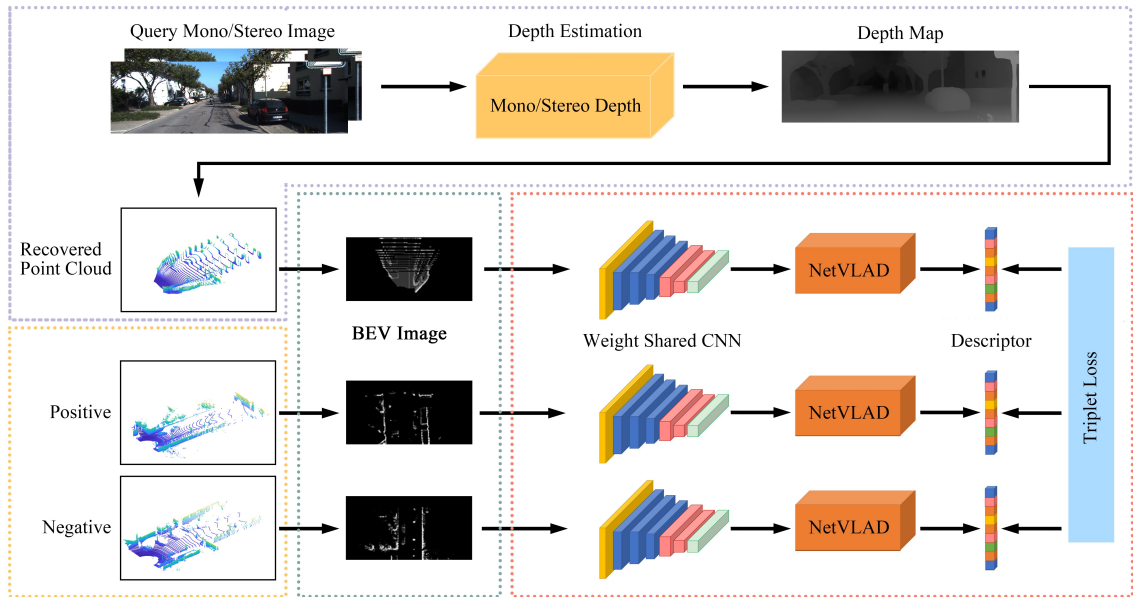 Query Mono/Stereo Image
Depth Estimation
Depth Map
Mono/Stereo Depth
Recovered
Point Cloud
NetVLAD
BEV Image
Weight Shared CNN
Descriptor
Positive
NetVLAD
Triplet Loss
Negative
NetVLAD